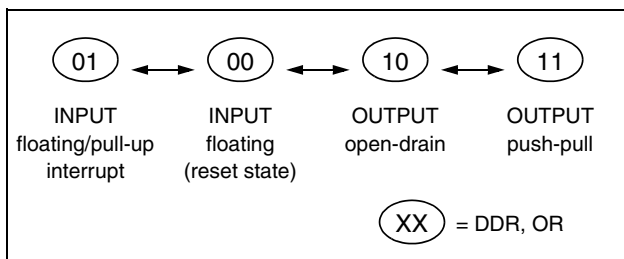 01 00 10 11
INPUT INPUT OUTPUT OUTPUT
floating/pull-up floating open-drain push-pull
interrupt (reset state)
XX = DDR, OR